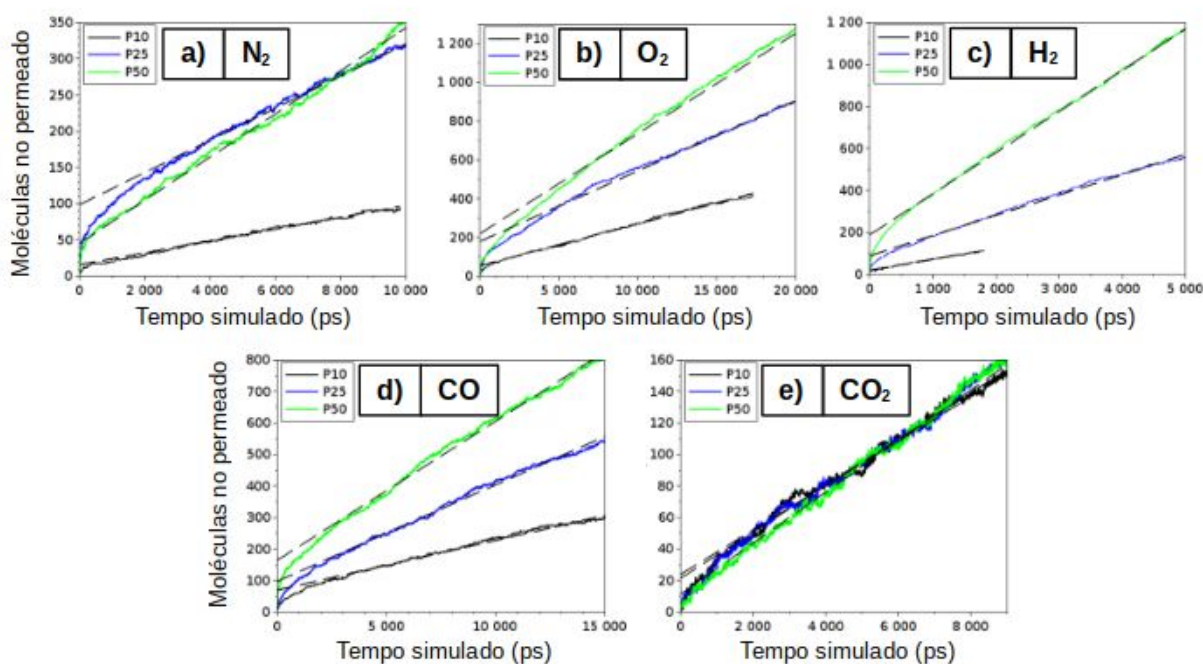 Moléculas no permeado
350
300
250
200
150
100
50
0
P10
P25
P50
a) N₂
0 2 000 4 000 6 000 8 000 10 000
Tempo simulado (ps)
1 200
1 000
800
600
400
200
0
P10
P25
P50
b) O₂
0 5 000 10 000 15 000 20 000
Tempo simulado (ps)
1 200
1 000
800
600
400
200
0
P10
P25
P50
c) H₂
0 1 000 2 000 3 000 4 000 5 000
Tempo simulado (ps)
Moléculas no permeado
800
700
600
500
400
300
200
100
0
P10
P25
P50
d) CO
0 5 000 10 000 15 000
Tempo simulado (ps)
160
140
120
100
80
60
40
20
0
P10
P25
P50
e) CO₂
0 2 000 4 000 6 000 8 000
Tempo simulado (ps)